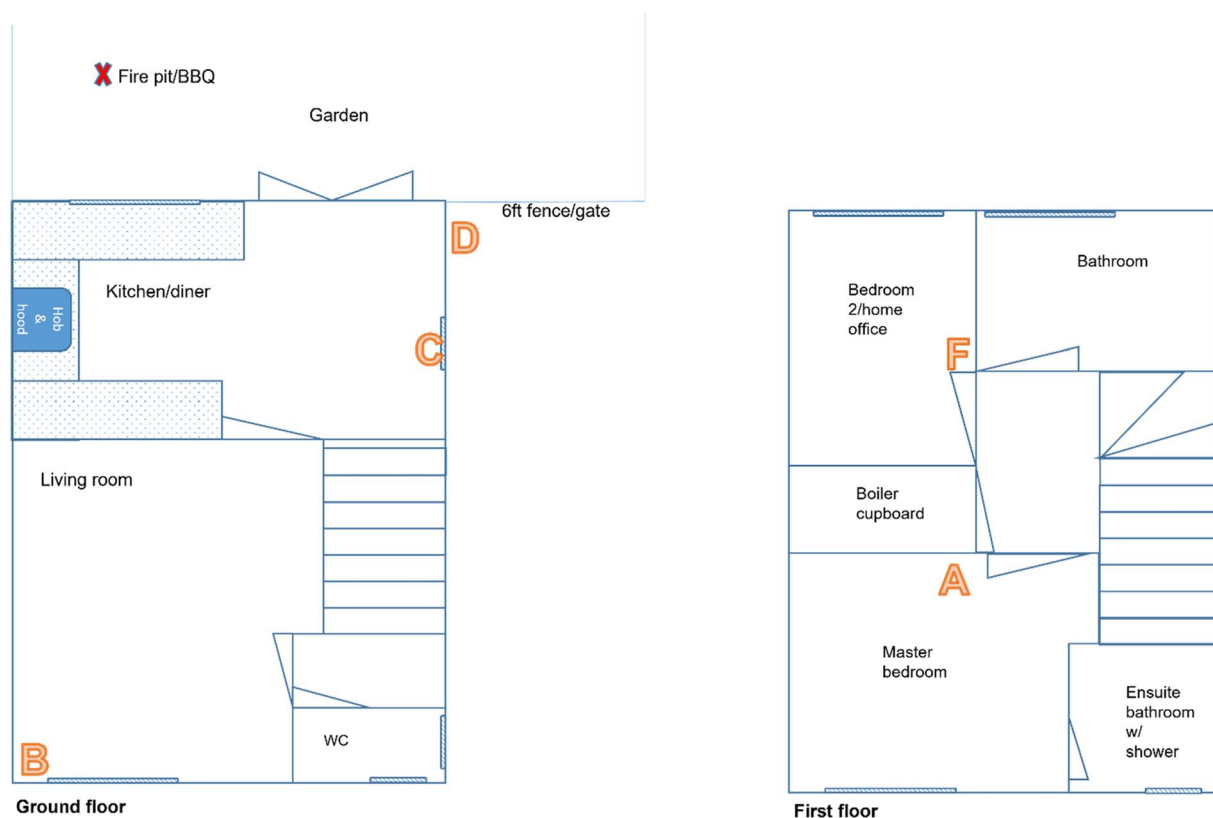 Fire pit/BBQ
Garden
6ft fence/gate
D
Kitchen/diner
Hob
&
hood
C
Living room
WC
B
Ground floor
Bathroom
Bedroom
2/home
office
F
Boiler
cupboard
A
Master
bedroom
Ensuite
bathroom
w/
shower
First floor